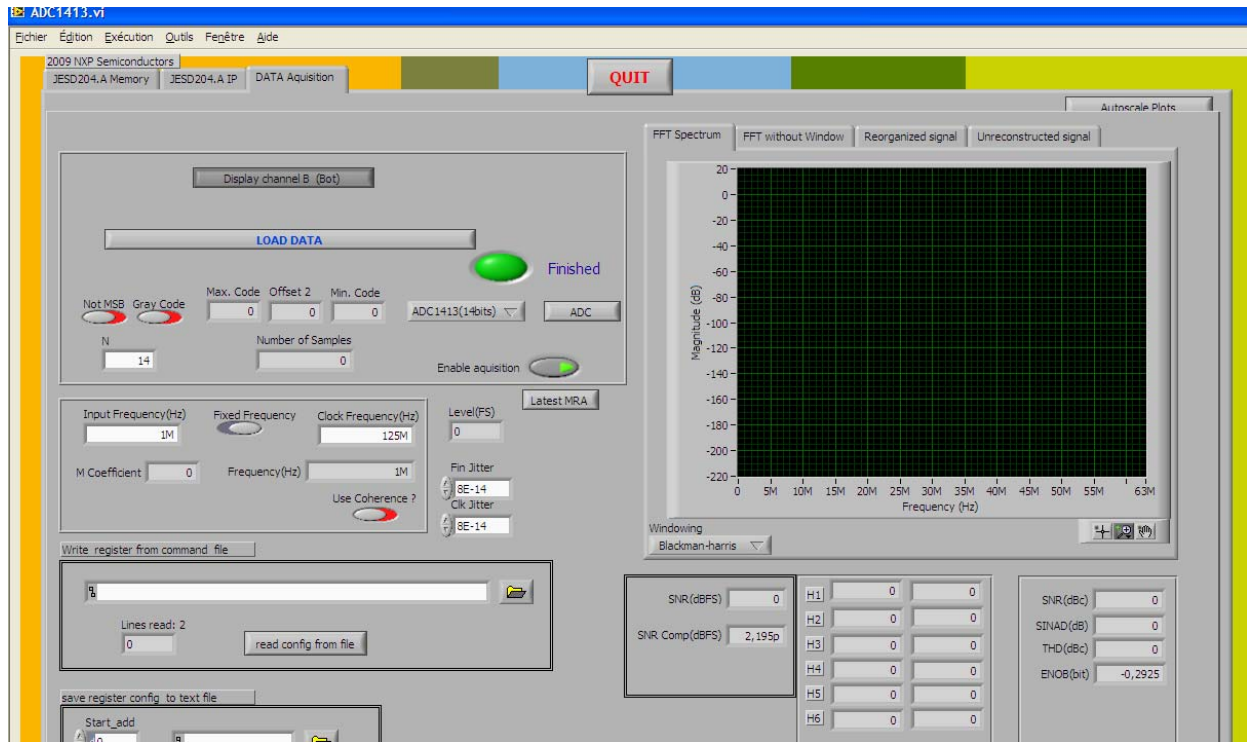 ADC1413.vi
Fichier Édition Exécution Outils Fenêtre Aide
2009 NXP Semiconductors
JESD204.A Memory JESD204.A IP DATA Aquisition
QUIT
Autoscale Plots
Display channel B (Bot)
LOAD DATA
Finished
Not MSB Gray Code
Max. Code Offset 2 Min. Code
0 0 0
ADC1413(14bits) ADC
N
14
Number of Samples
0
Enable aquisition
Latest MRA
Input Frequency(Hz) Fixed Frequency Clock Frequency(Hz)
1M 125M
Level(FS)
0
M Coefficient 0 Frequency(Hz) 1M
Use Coherence ?
Fin Jitter
8E-14
Clk Jitter
8E-14
Write register from command file
Lines read: 2
0
read config from file
save register config to text file
Start_add
0
FFT Spectrum FFT without Window Reorganized signal Unreconstructed signal
Magnitude (dB)
20
0
-20
-40
-60
-80
-100
-120
-140
-160
-180
-200
-220
0 5M 10M 15M 20M 25M 30M 35M 40M 45M 50M 55M 63M
Frequency (Hz)
Windowing
Blackman-harris
SNR(dBFS) 0
SNR Comp(dBFS) 2,195p
H1 0 0
H2 0 0
H3 0 0
H4 0 0
H5 0 0
H6 0 0
SNR(dBc) 0
SINAD(dB) 0
THD(dBc) 0
ENOB(bit) -0,2925